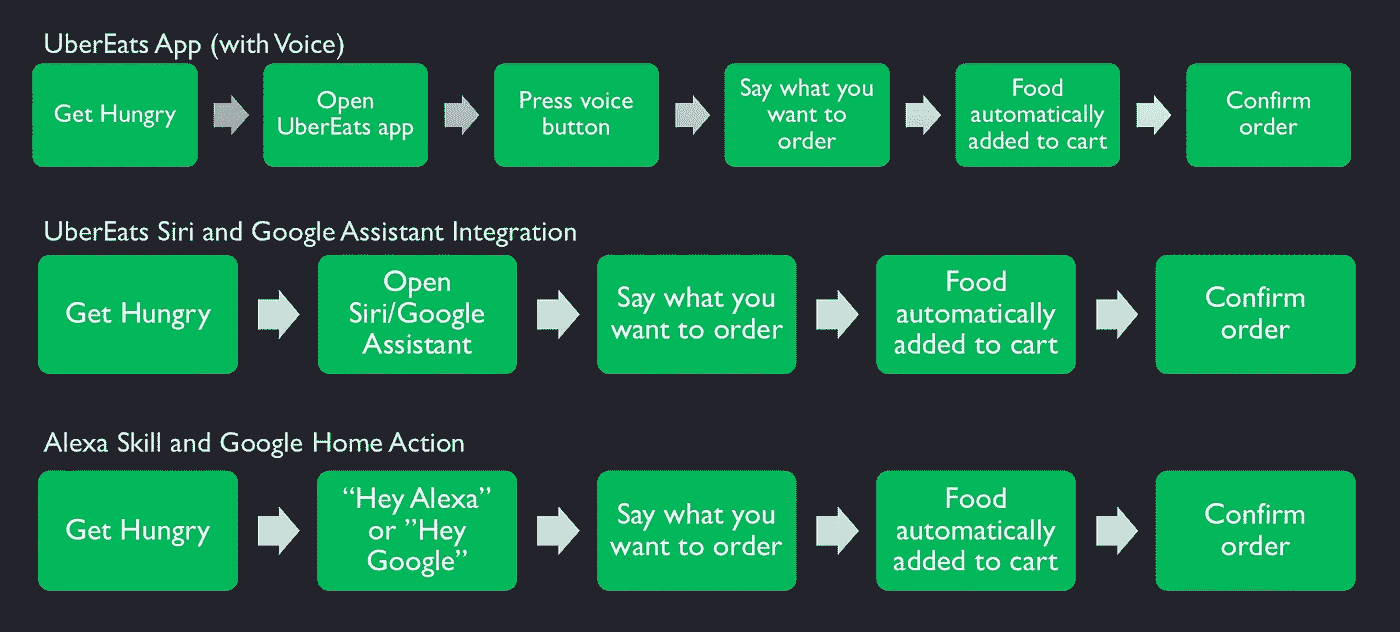 UberEats App (with Voice)
Get Hungry
Open
UberEats app
Press voice
button
Say what you
want to
order
Food
automatically
added to cart
Confirm
order
UberEats Siri and Google Assistant Integration
Get Hungry
Open
Siri/Google
Assistant
Say what you
want to order
Food
automatically
added to cart
Confirm
order
Alexa Skill and Google Home Action
Get Hungry
“Hey Alexa”
or ”Hey
Google”
Say what you
want to order
Food
automatically
added to cart
Confirm
order